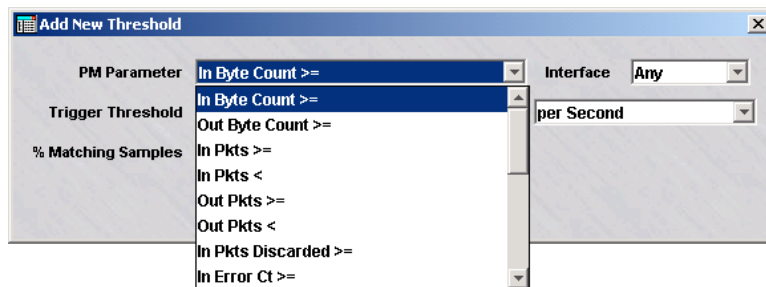 Add New Threshold
PM Parameter In Byte Count >= Interface Any
In Byte Count >=
Trigger Threshold per Second
Out Byte Count >=
% Matching Samples In Pkts >=
In Pkts <
Out Pkts >=
Out Pkts <
In Pkts Discarded >=
In Error Ct >=